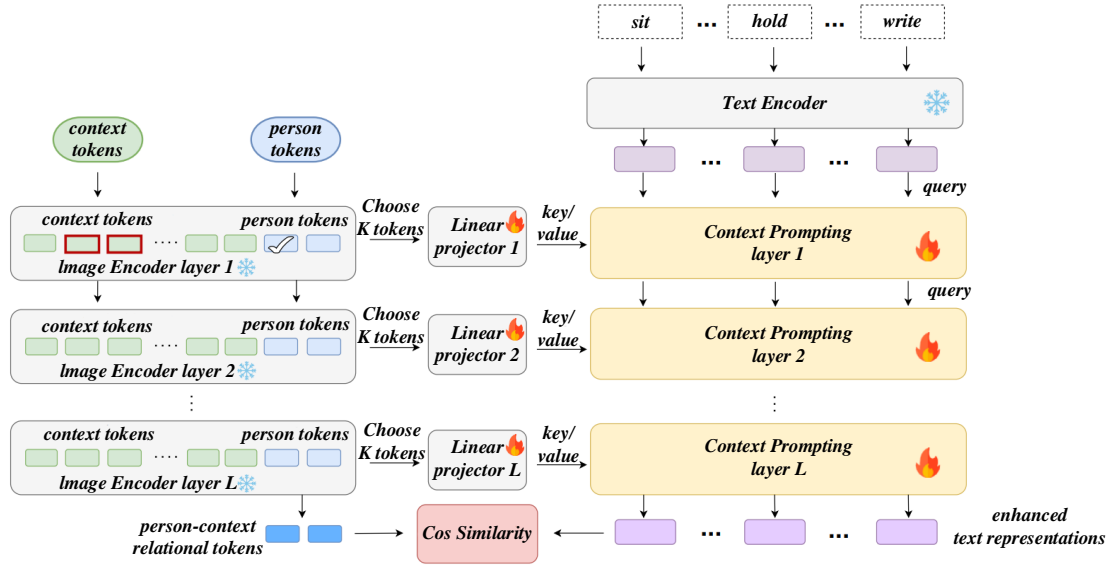 sit ... hold ... write
Text Encoder
context
tokens
person
tokens
... ...
query
context tokens person tokens
....
Image Encoder layer 1
Choose
K tokens
Linear
projector 1
key/
value
Context Prompting
layer 1
query
context tokens person tokens
....
Image Encoder layer 2
Choose
K tokens
Linear
projector 2
key/
value
Context Prompting
layer 2
context tokens person tokens
....
Image Encoder layer L
Choose
K tokens
Linear
projector L
key/
value
Context Prompting
layer L
person-context
relational tokens
Cos Similarity
... ...
enhanced
text representations